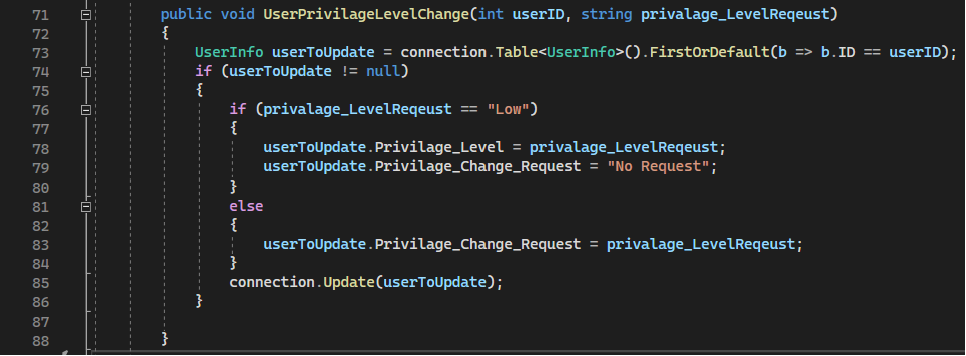 71 public void UserPrivilageLevelChange(int userID, string privalage_LevelReqeust)
72 {
73 UserInfo userToUpdate = connection.Table<UserInfo>().FirstOrDefault(b => b.ID == userID);
74 if (userToUpdate != null)
75 {
76 if (privalage_LevelReqeust == "Low")
77 {
78 userToUpdate.Privilage_Level = privalage_LevelReqeust;
79 userToUpdate.Privilage_Change_Request = "No Request";
80 }
81 else
82 {
83 userToUpdate.Privilage_Change_Request = privalage_LevelReqeust;
84 }
85 connection.Update(userToUpdate);
86 }
87
88 }